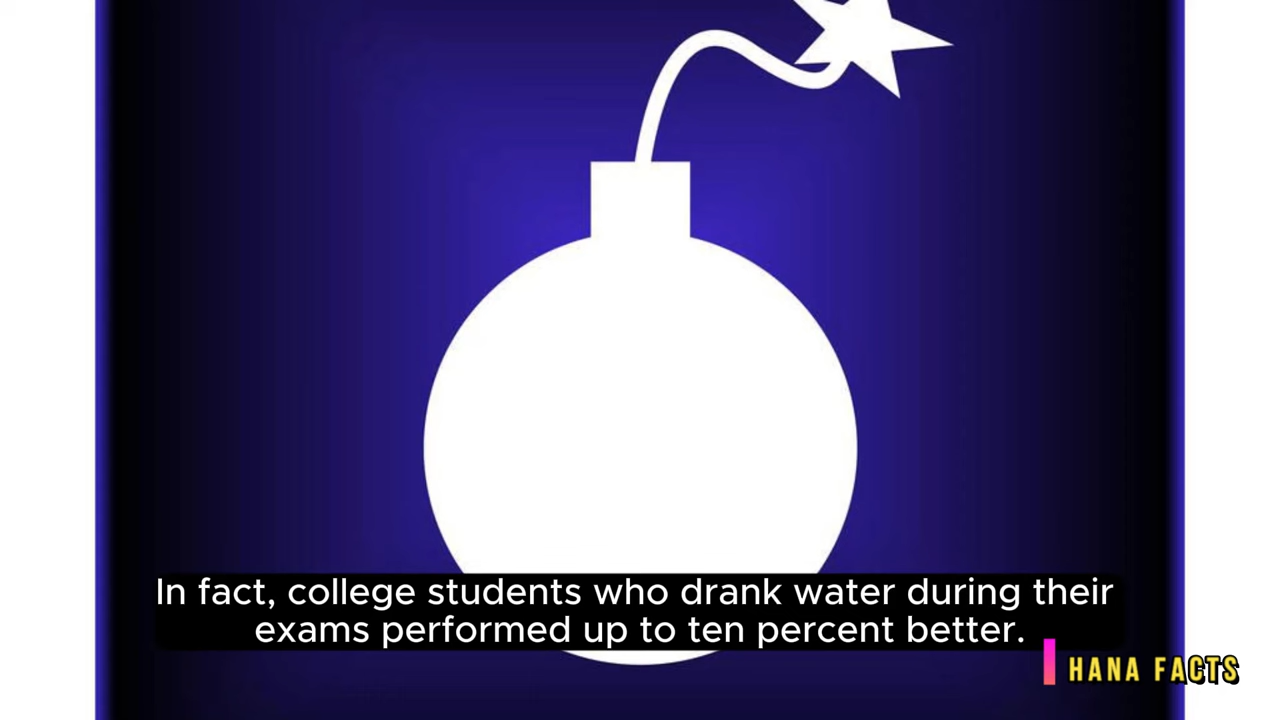 In fact, college students who drank water during their
exams performed up to ten percent better.
HANA FACTS